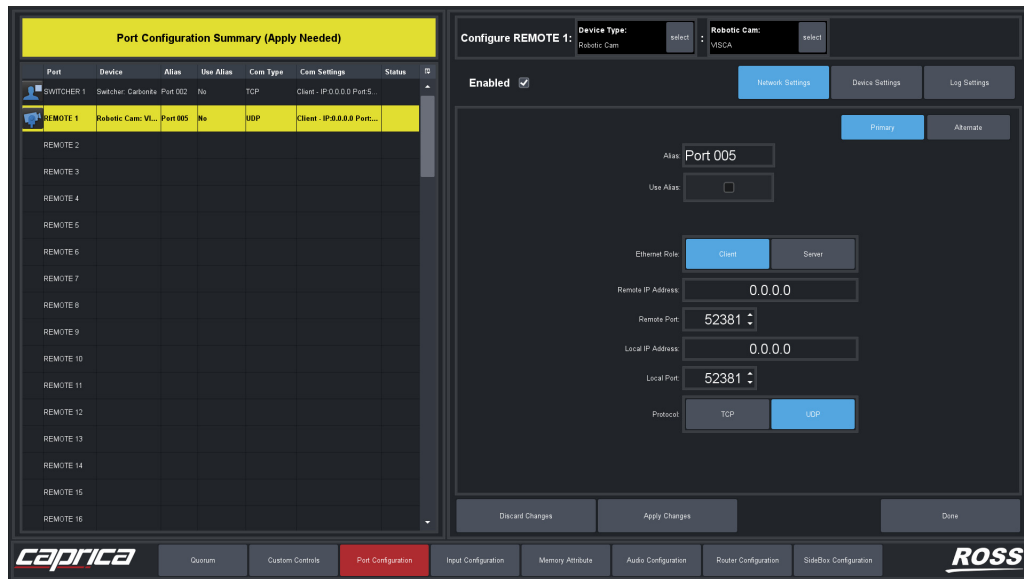 Port Configuration Summary (Apply Needed)
Port Device Alias Use Alias Com Type Com Settings Status
SWITCHER 1 Switcher: Carbonite Port 002 No TCP Client - IP:0.0.0.0 Port:5...
REMOTE 1 Robotic Cam: VI... Port 005 No UDP Client - IP:0.0.0.0 Port:...
REMOTE 2
REMOTE 3
REMOTE 4
REMOTE 5
REMOTE 6
REMOTE 7
REMOTE 8
REMOTE 9
REMOTE 10
REMOTE 11
REMOTE 12
REMOTE 13
REMOTE 14
REMOTE 15
REMOTE 16
Configure REMOTE 1:
Device Type:
Robotic Cam
select
:
Robotic Cam:
VISCA
select
Enabled
Network Settings Device Settings Log Settings
Primary Alternate
Alias: Port 005
Use Alias:
Ethernet Role: Client Server
Remote IP Address: 0.0.0.0
Remote Port: 52381
Local IP Address: 0.0.0.0
Local Port: 52381
Protocol: TCP UDP
Discard Changes Apply Changes Done
caprica Quorum Custom Controls Port Configuration Input Configuration Memory Attribute Audio Configuration Router Configuration SideBox Configuration ROSS